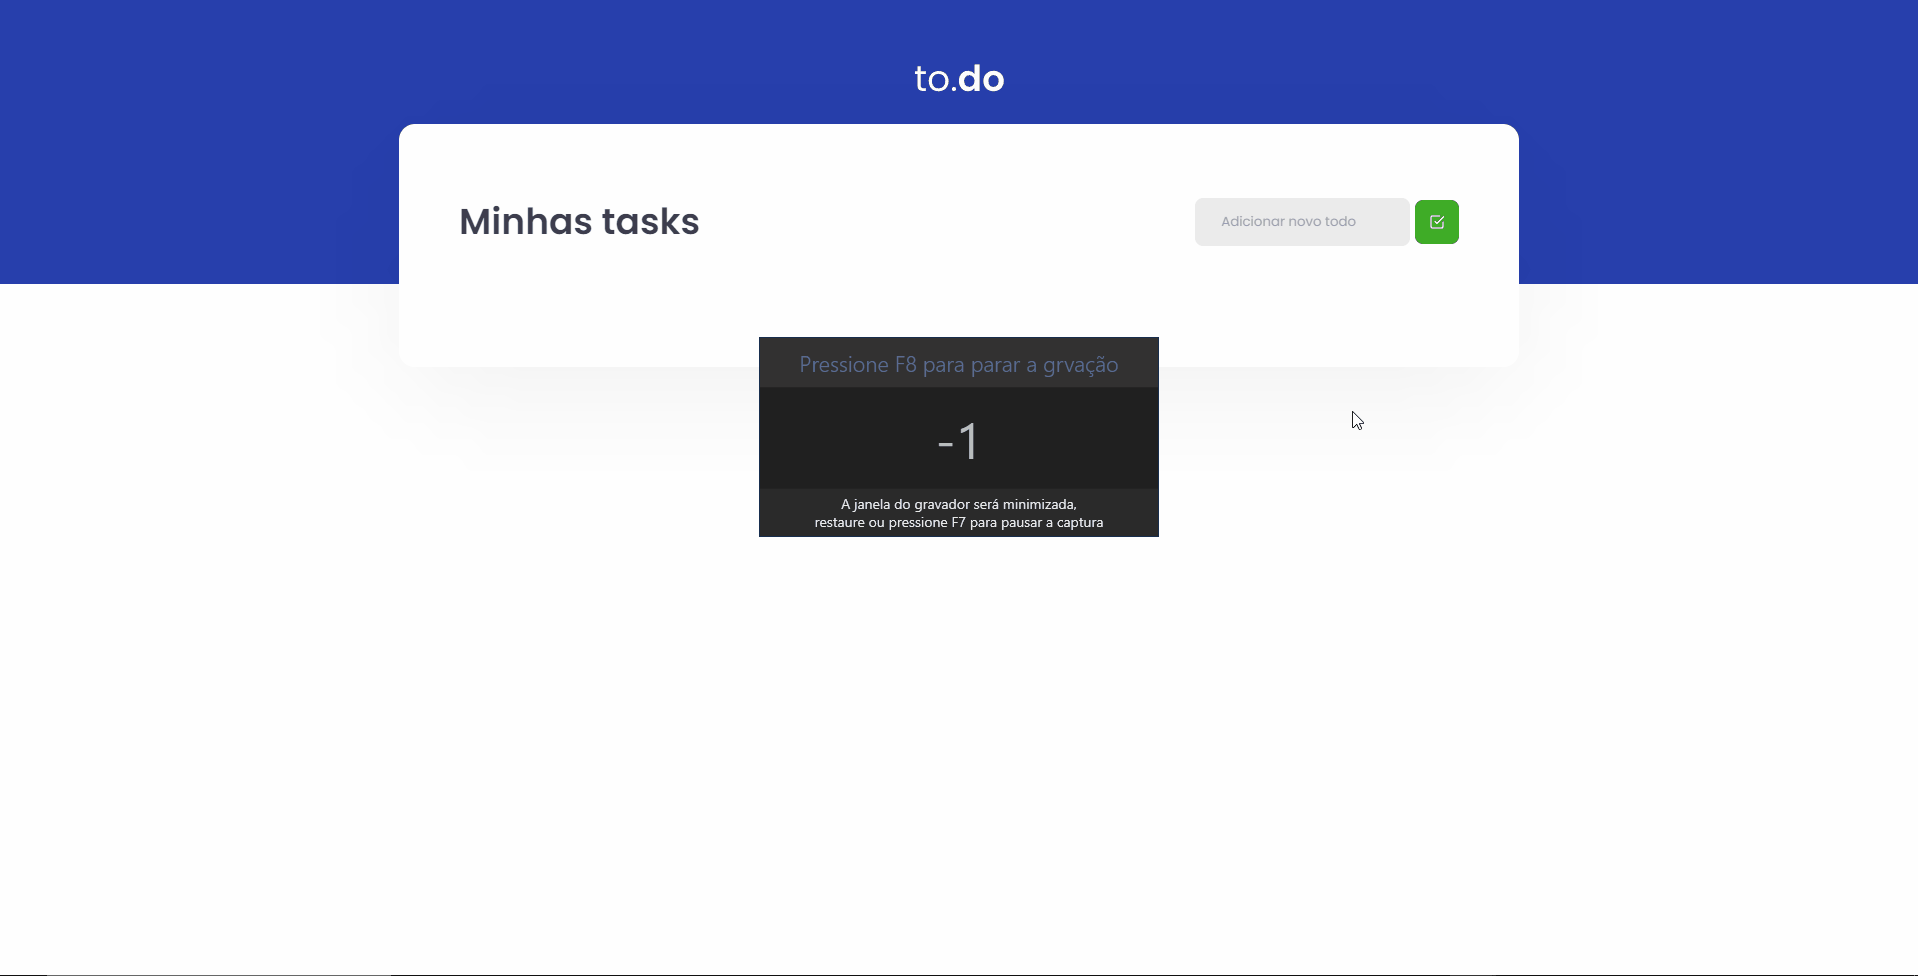 to.do
Minhas tasks
Adicionar novo todo
Pressione F8 para parar a grvação
-1
A janela do gravador será minimizada,
restaure ou pressione F7 para pausar a captura